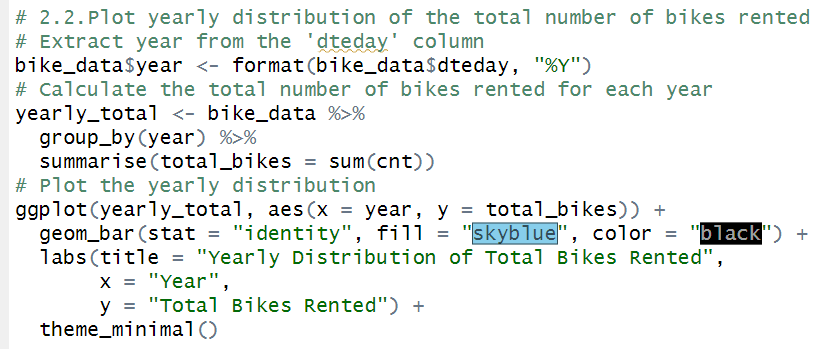 # 2.2.Plot yearly distribution of the total number of bikes rented
# Extract year from the 'dteday' column
bike_data$year <- format(bike_data$dteday, "%Y")
# Calculate the total number of bikes rented for each year
yearly_total <- bike_data %>%
  group_by(year) %>%
  summarise(total_bikes = sum(cnt))
# Plot the yearly distribution
ggplot(yearly_total, aes(x = year, y = total_bikes)) +
  geom_bar(stat = "identity", fill = "skyblue", color = "black") +
  labs(title = "Yearly Distribution of Total Bikes Rented",
       x = "Year",
       y = "Total Bikes Rented") +
  theme_minimal()